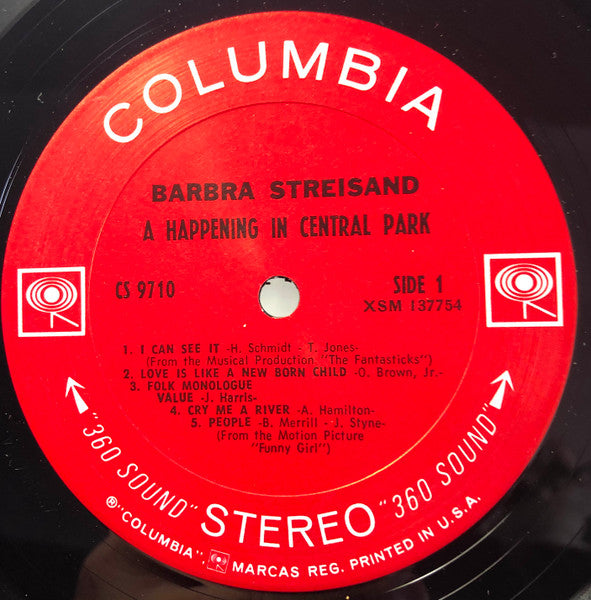 COLUMBIA
BARBRA STREISAND
A HAPPENING IN CENTRAL PARK
CS 9710
SIDE 1
XSM 137754
1. I CAN SEE IT -H. Schmidt - T. Jones-
(From the Musical Production "The Fantasticks")
2. LOVE IS LIKE A NEW BORN CHILD -O. Brown, Jr.-
3. FOLK MONOLOGUE
VALUE -J. Harris-
4. CRY ME A RIVER -A. Hamilton-
5. PEOPLE -B. Merrill - J. Styne-
(From the Motion Picture
"Funny Girl")
"360 SOUND" STEREO "360 SOUND"
℗"COLUMBIA", MARCAS REG. PRINTED IN U.S.A.